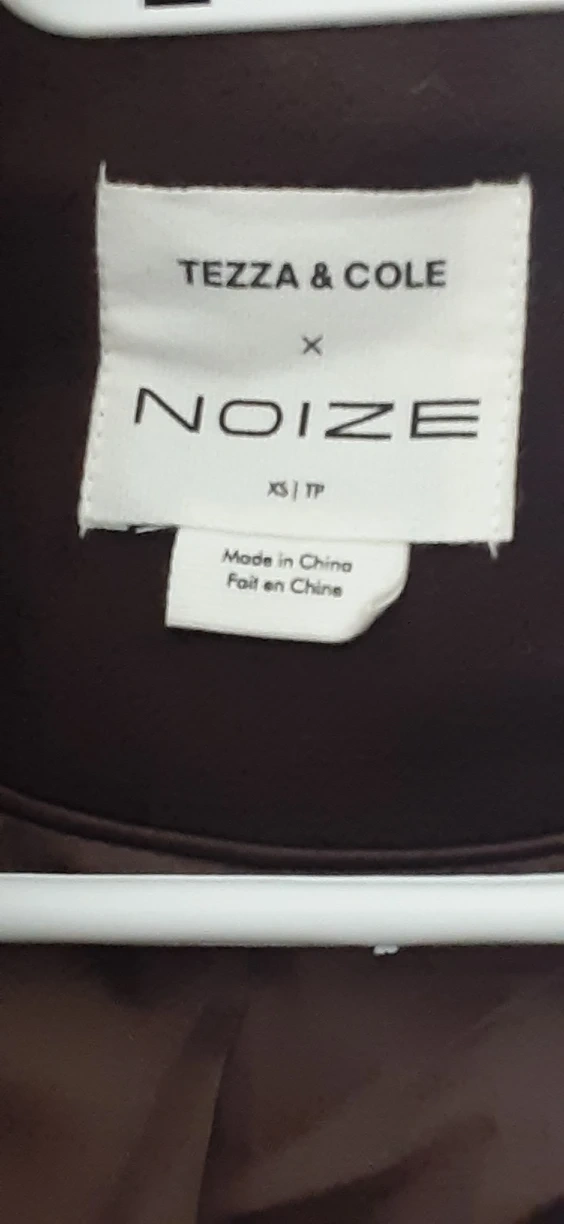 TEZZA & COLE
×
NOIZE
XS | TP
Made in China
Fait en Chine